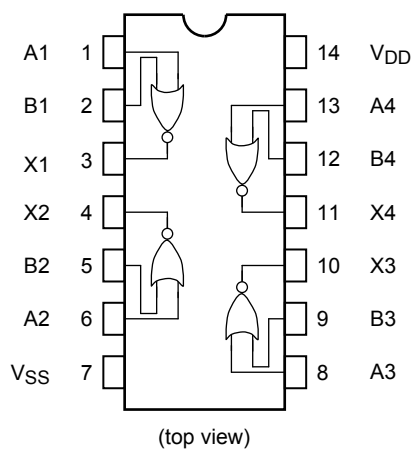 A1 1 14 VDD
B1 2 13 A4
X1 3 12 B4
X2 4 11 X4
B2 5 10 X3
A2 6 9 B3
VSS 7 8 A3
(top view)